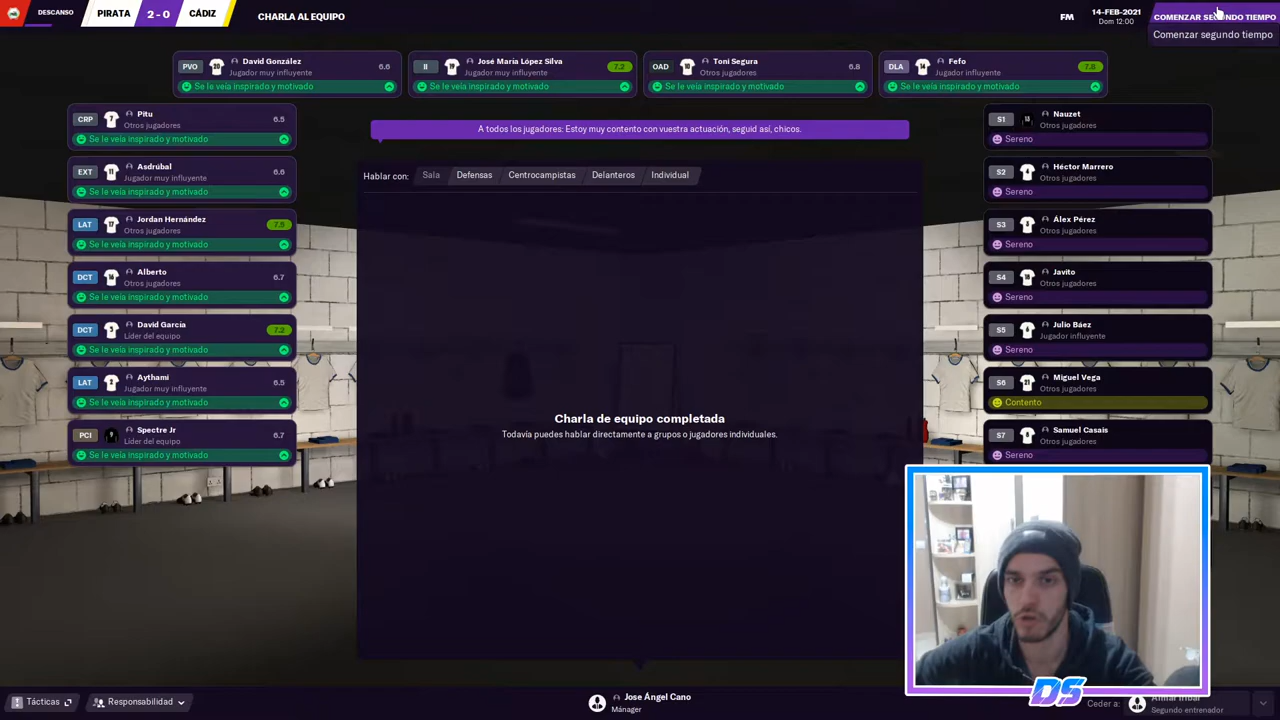 DESCANSO
PIRATA 2 - 0 CÁDIZ
CHARLA AL EQUIPO
FM
14-FEB-2021
Dom 12:00
COMENZAR SEGUNDO TIEMPO
Comenzar segundo tiempo
PVO 20 David González 6.6
Jugador muy influyente
Se le veía inspirado y motivado
II 19 José María López Silva 7.2
Jugador muy influyente
Se le veía inspirado y motivado
OAD 10 Toni Segura 6.8
Otros jugadores
Se le veía inspirado y motivado
DLA 14 Fefo 7.8
Jugador influyente
Se le veía inspirado y motivado
CRP 7 Pitu 6.5
Otros jugadores
Se le veía inspirado y motivado
EXT 11 Asdrúbal 6.6
Jugador muy influyente
Se le veía inspirado y motivado
LAT 17 Jordan Hernández 7.5
Otros jugadores
Se le veía inspirado y motivado
DCT Alberto 6.7
Otros jugadores
Se le veía inspirado y motivado
DCT David García 7.2
Líder del equipo
Se le veía inspirado y motivado
LAT Aythami 6.5
Jugador muy influyente
Se le veía inspirado y motivado
PCI Spectre Jr 6.7
Líder del equipo
Se le veía inspirado y motivado
A todos los jugadores: Estoy muy contento con vuestra actuación, seguid así, chicos.
Hablar con: Sala Defensas Centrocampistas Delanteros Individual
Charla de equipo completada
Todavía puedes hablar directamente a grupos o jugadores individuales.
S1 13 Nauzet
Otros jugadores
Sereno
S2 Héctor Marrero
Otros jugadores
Sereno
S3 Álex Pérez
Otros jugadores
Sereno
S4 Javito
Otros jugadores
Sereno
S5 Julio Báez
Jugador influyente
Sereno
S6 21 Miguel Vega
Otros jugadores
Contento
S7 Samuel Casais
Otros jugadores
Sereno
DS
Tácticas
Responsabilidad
Jose Ángel Cano
Mánager
Ceder a:
Segundo entrenador